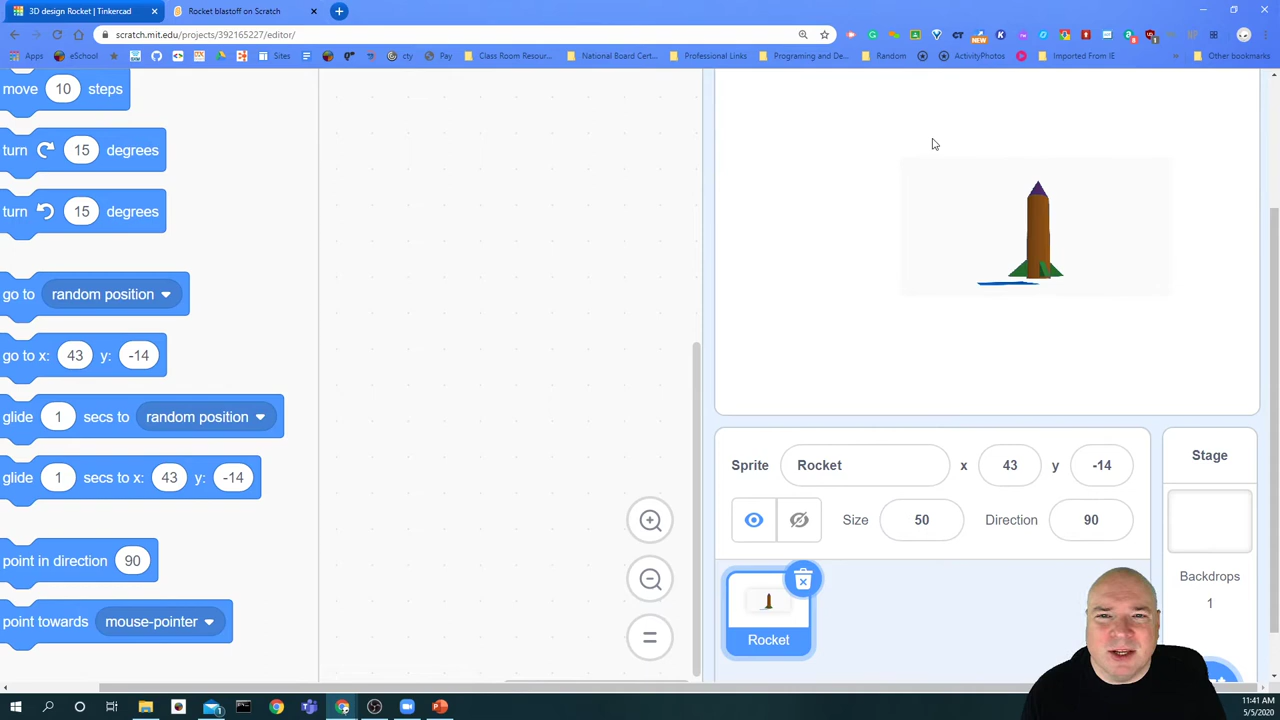 3D design Rocket | Tinkercad
Rocket blastoff on Scratch
scratch.mit.edu/projects/392165227/editor/
Apps
eSchool
Sites
cty
Pay
Class Room Resour...
National Board Cert...
Professional Links
Programing and De...
Random
ActivityPhotos
Imported From IE
Other bookmarks
move 10 steps
turn 15 degrees
turn 15 degrees
go to random position
go to x: 43 y: -14
glide 1 secs to random position
glide 1 secs to x: 43 y: -14
point in direction 90
point towards mouse-pointer
Sprite Rocket x 43 y -14
Size 50 Direction 90
Rocket
Stage
Backdrops
1
11:41 AM
5/5/2020